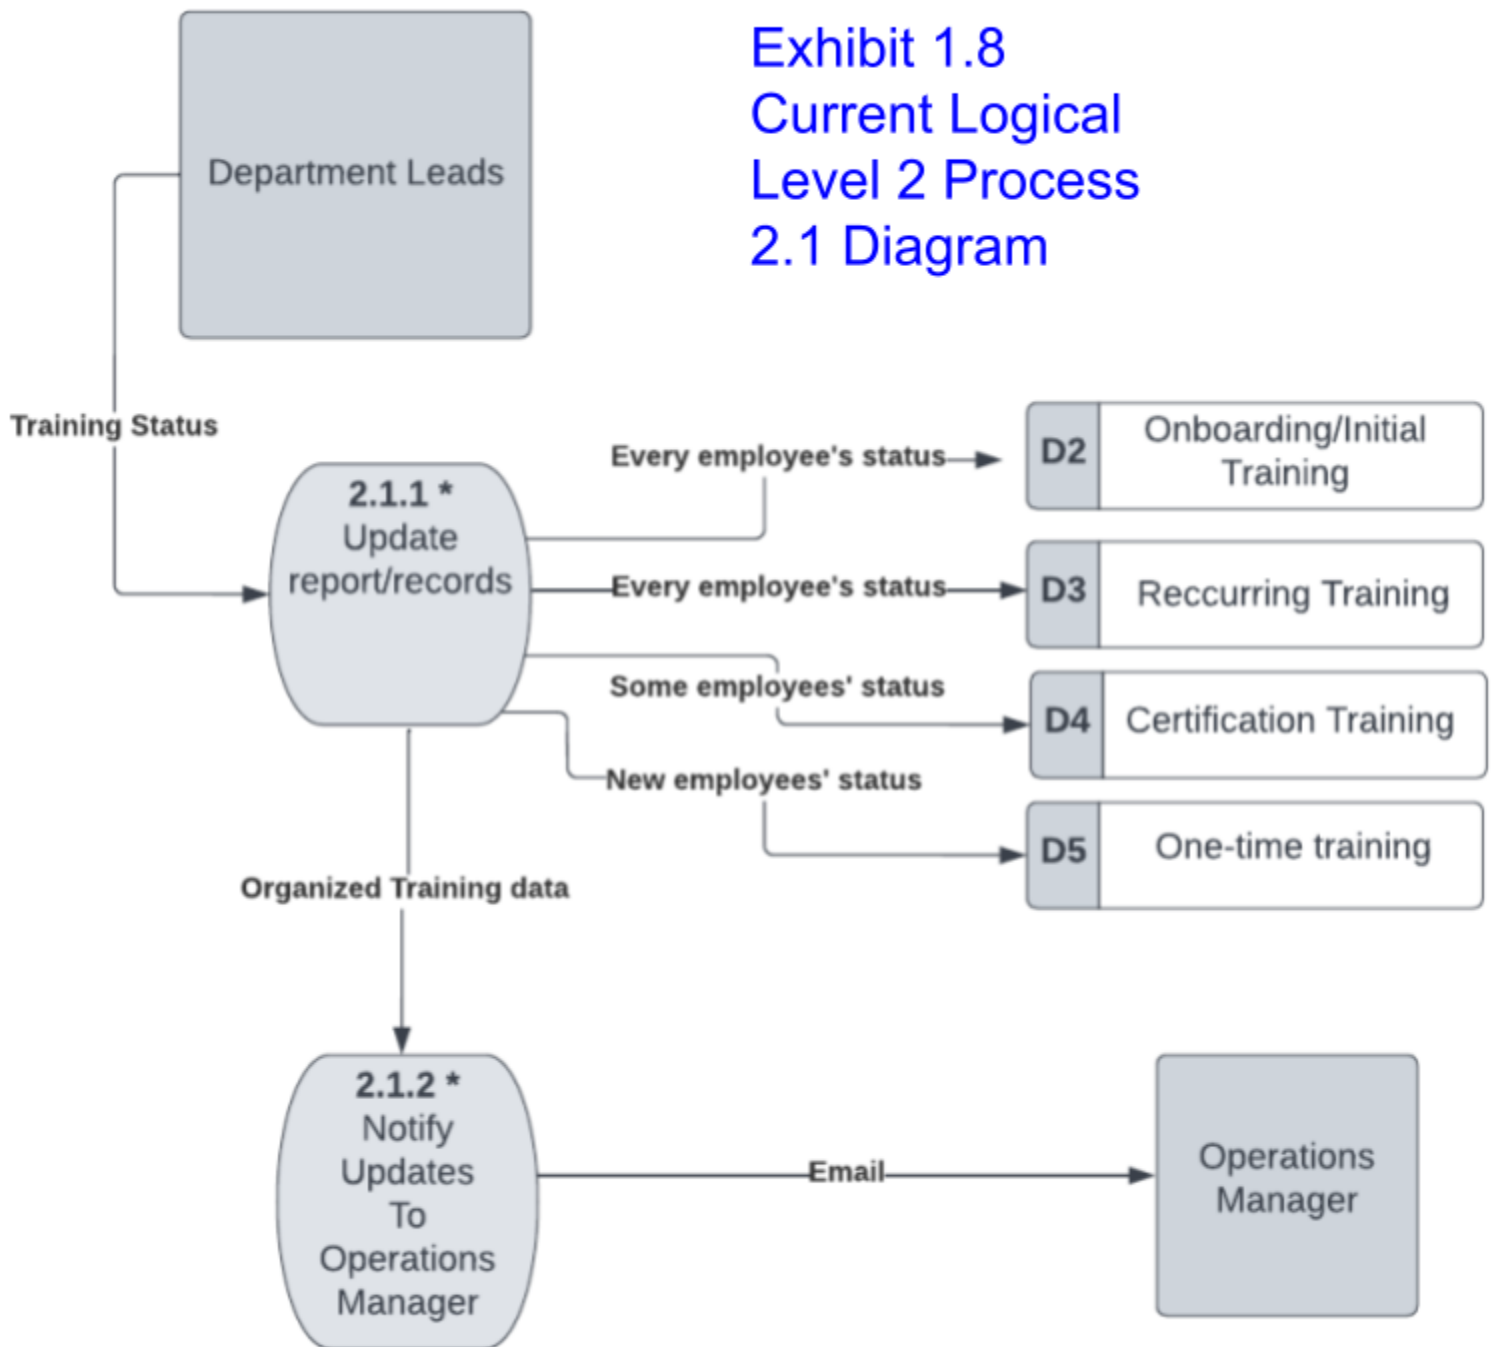 Exhibit 1.8
Current Logical
Level 2 Process
2.1 Diagram
Department Leads
Training Status
2.1.1 *
Update
report/records
Every employee's status
D2
Onboarding/Initial
Training
Every employee's status
D3
Reccurring Training
Some employees' status
D4
Certification Training
New employees' status
D5
One-time training
Organized Training data
2.1.2 *
Notify
Updates
To
Operations
Manager
Email
Operations
Manager